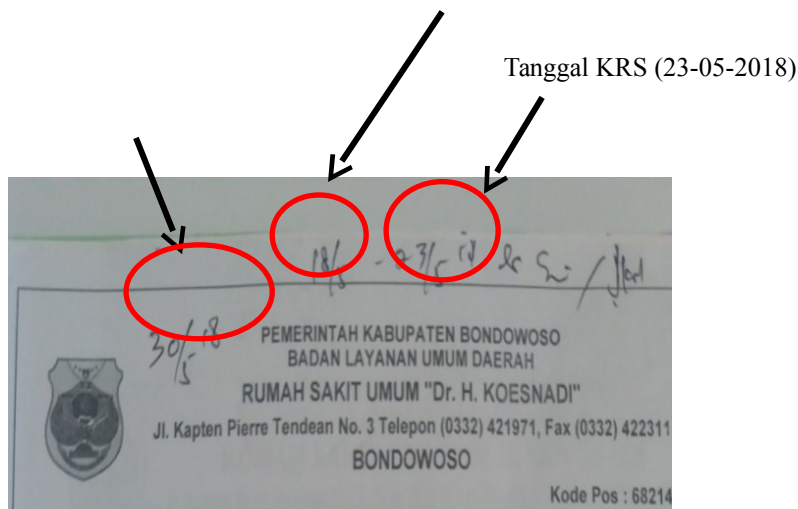 Tanggal KRS (23-05-2018)
18/5 - 23/5
30/5 18
PEMERINTAH KABUPATEN BONDOWOSO
BADAN LAYANAN UMUM DAERAH
RUMAH SAKIT UMUM "Dr. H. KOESNADI"
Jl. Kapten Pierre Tendean No. 3 Telepon (0332) 421971, Fax (0332) 422311
BONDOWOSO
Kode Pos : 68214